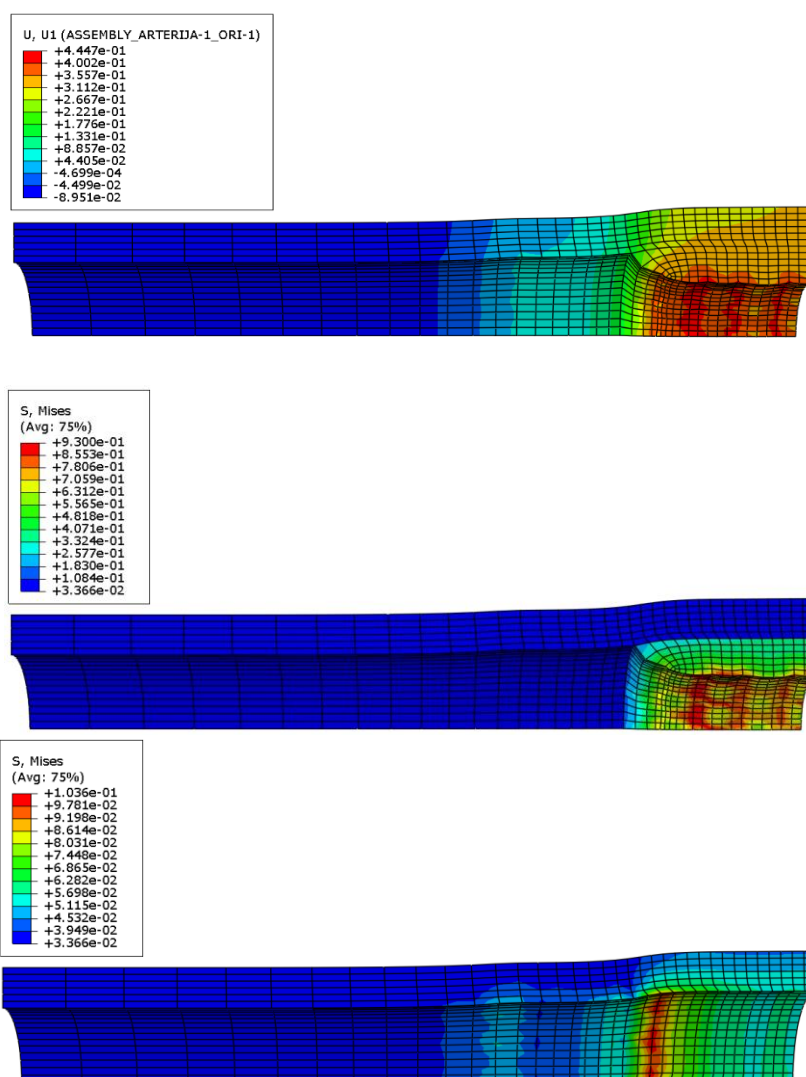 U, U1 (ASSEMBLY_ARTERIJA-1_ORI-1)
+4.447e-01
+4.002e-01
+3.557e-01
+3.112e-01
+2.667e-01
+2.221e-01
+1.776e-01
+1.331e-01
+8.857e-02
+4.405e-02
-4.699e-04
-4.499e-02
-8.951e-02
S, Mises
(Avg: 75%)
+9.300e-01
+8.553e-01
+7.806e-01
+7.059e-01
+6.312e-01
+5.565e-01
+4.818e-01
+4.071e-01
+3.324e-01
+2.577e-01
+1.830e-01
+1.084e-01
+3.366e-02
S, Mises
(Avg: 75%)
+1.036e-01
+9.781e-02
+9.198e-02
+8.614e-02
+8.031e-02
+7.448e-02
+6.865e-02
+6.282e-02
+5.698e-02
+5.115e-02
+4.532e-02
+3.949e-02
+3.366e-02